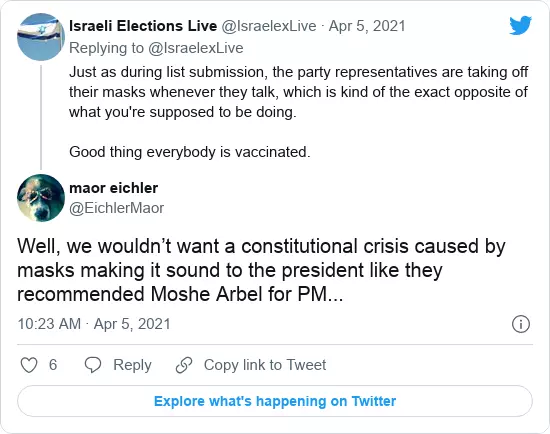 Israeli Elections Live @IsraelexLive · Apr 5, 2021
Replying to @IsraelexLive
Just as during list submission, the party representatives are taking off
their masks whenever they talk, which is kind of the exact opposite of
what you're supposed to be doing.
Good thing everybody is vaccinated.
maor eichler
@EichlerMaor
Well, we wouldn’t want a constitutional crisis caused by
masks making it sound to the president like they
recommended Moshe Arbel for PM...
10:23 AM · Apr 5, 2021
6 Reply Copy link to Tweet
Explore what's happening on Twitter